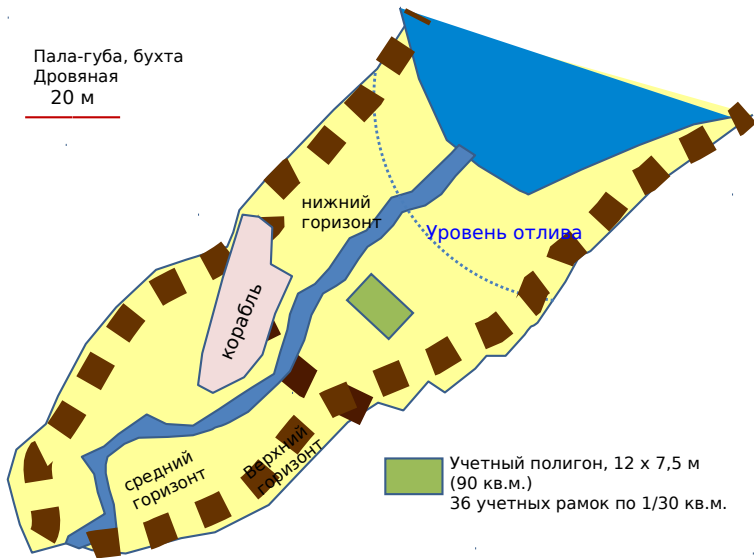 Пала-губа, бухта
Дровяная
20 м
нижний
горизонт
Уровень отлива
корабль
средний
горизонт
Верхний
горизонт
Учетный полигон, 12 х 7,5 м
(90 кв.м.)
36 учетных рамок по 1/30 кв.м.